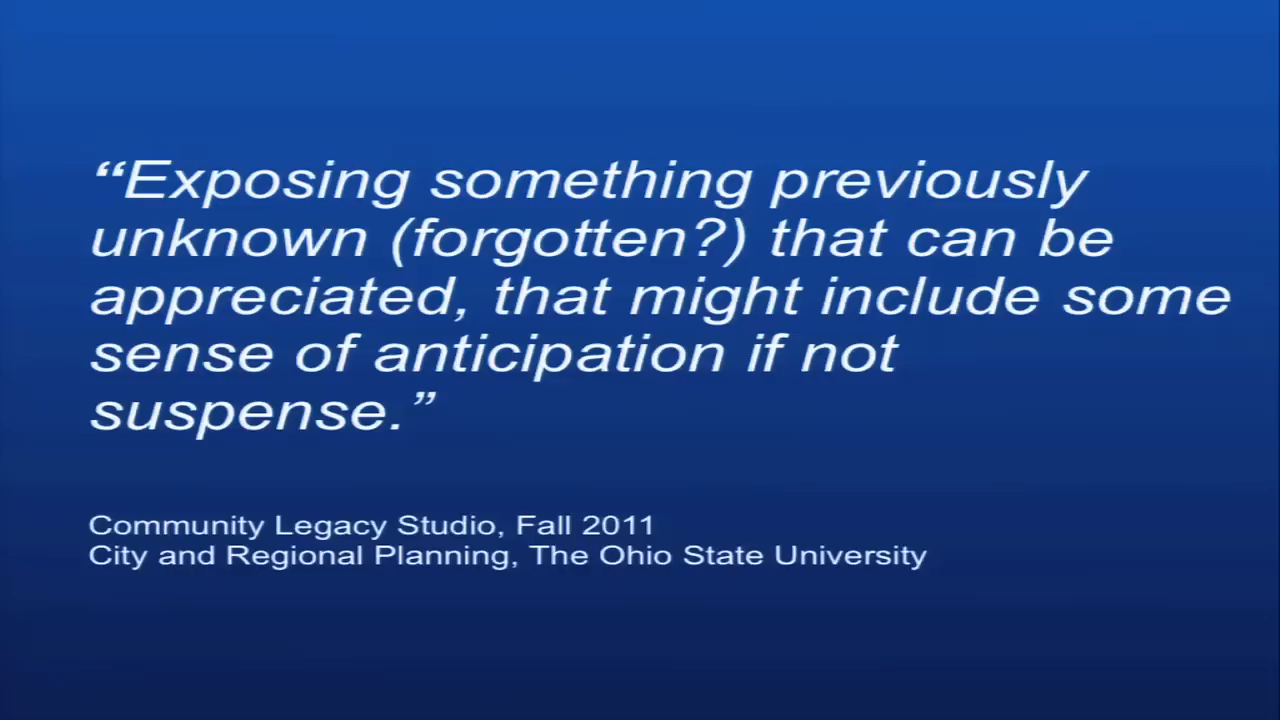 “Exposing something previously
unknown (forgotten?) that can be
appreciated, that might include some
sense of anticipation if not
suspense.”
Community Legacy Studio, Fall 2011
City and Regional Planning, The Ohio State University